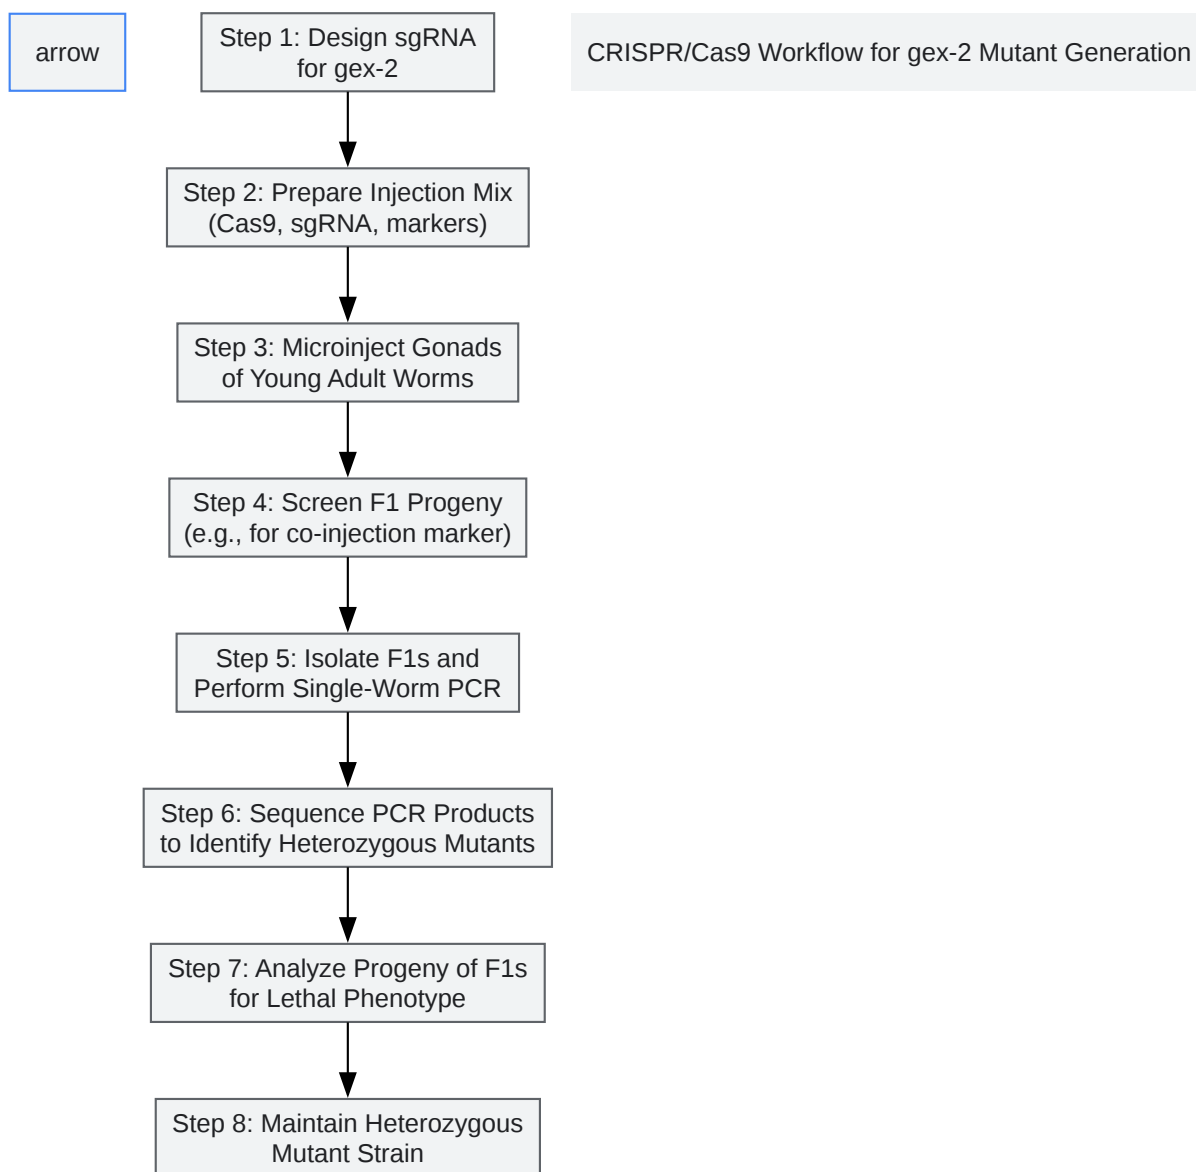 arrow
Step 1: Design sgRNA
for gex-2
CRISPR/Cas9 Workflow for gex-2 Mutant Generation
Step 2: Prepare Injection Mix
(Cas9, sgRNA, markers)
Step 3: Microinject Gonads
of Young Adult Worms
Step 4: Screen F1 Progeny
(e.g., for co-injection marker)
Step 5: Isolate F1s and
Perform Single-Worm PCR
Step 6: Sequence PCR Products
to Identify Heterozygous Mutants
Step 7: Analyze Progeny of F1s
for Lethal Phenotype
Step 8: Maintain Heterozygous
Mutant Strain